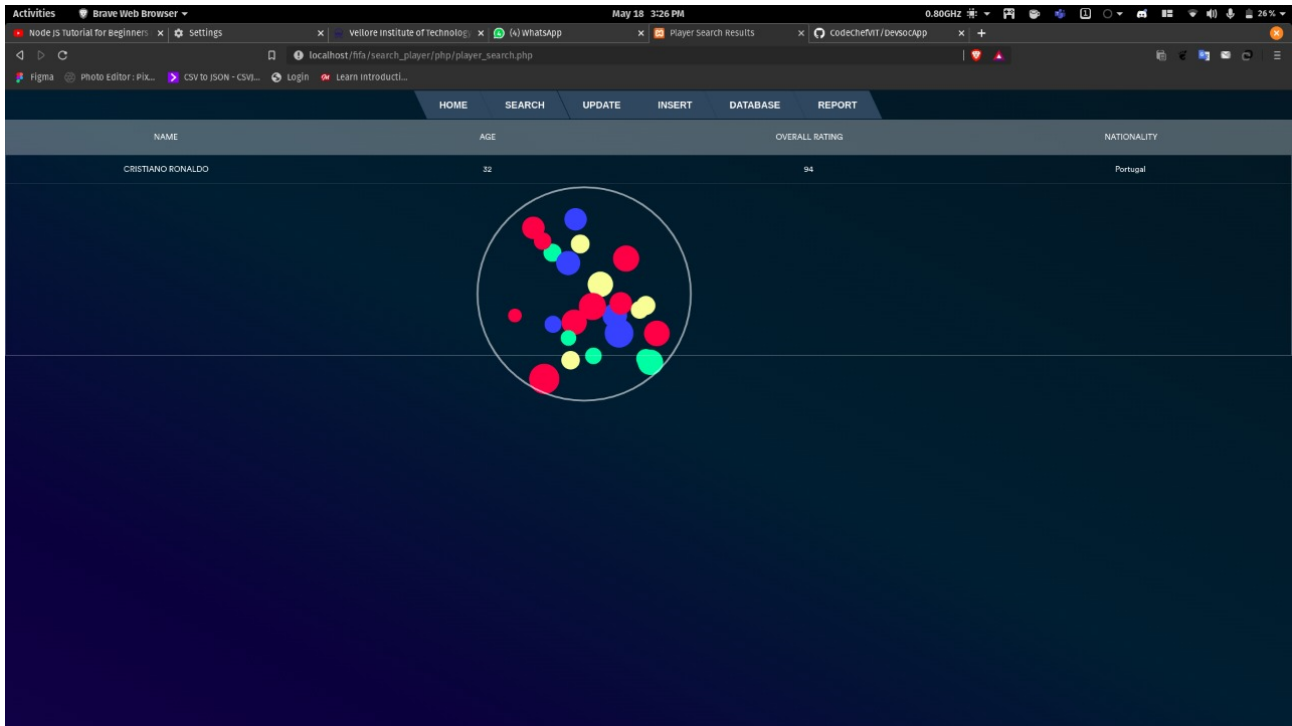 Activities Brave Web Browser May 18 3:26 PM 0.80GHz 1 26%
Node JS Tutorial for Beginners Settings Vellore Institute of Technolog (4) WhatsApp Player Search Results CodeChefVIT/DevsocApp
localhost/fifa/search_player/php/player_search.php
Figma Photo Editor : Pix... CSV to JSON - CSVJ... Login Learn Introducti...
HOME SEARCH UPDATE INSERT DATABASE REPORT
NAME AGE OVERALL RATING NATIONALITY
CRISTIANO RONALDO 32 94 Portugal